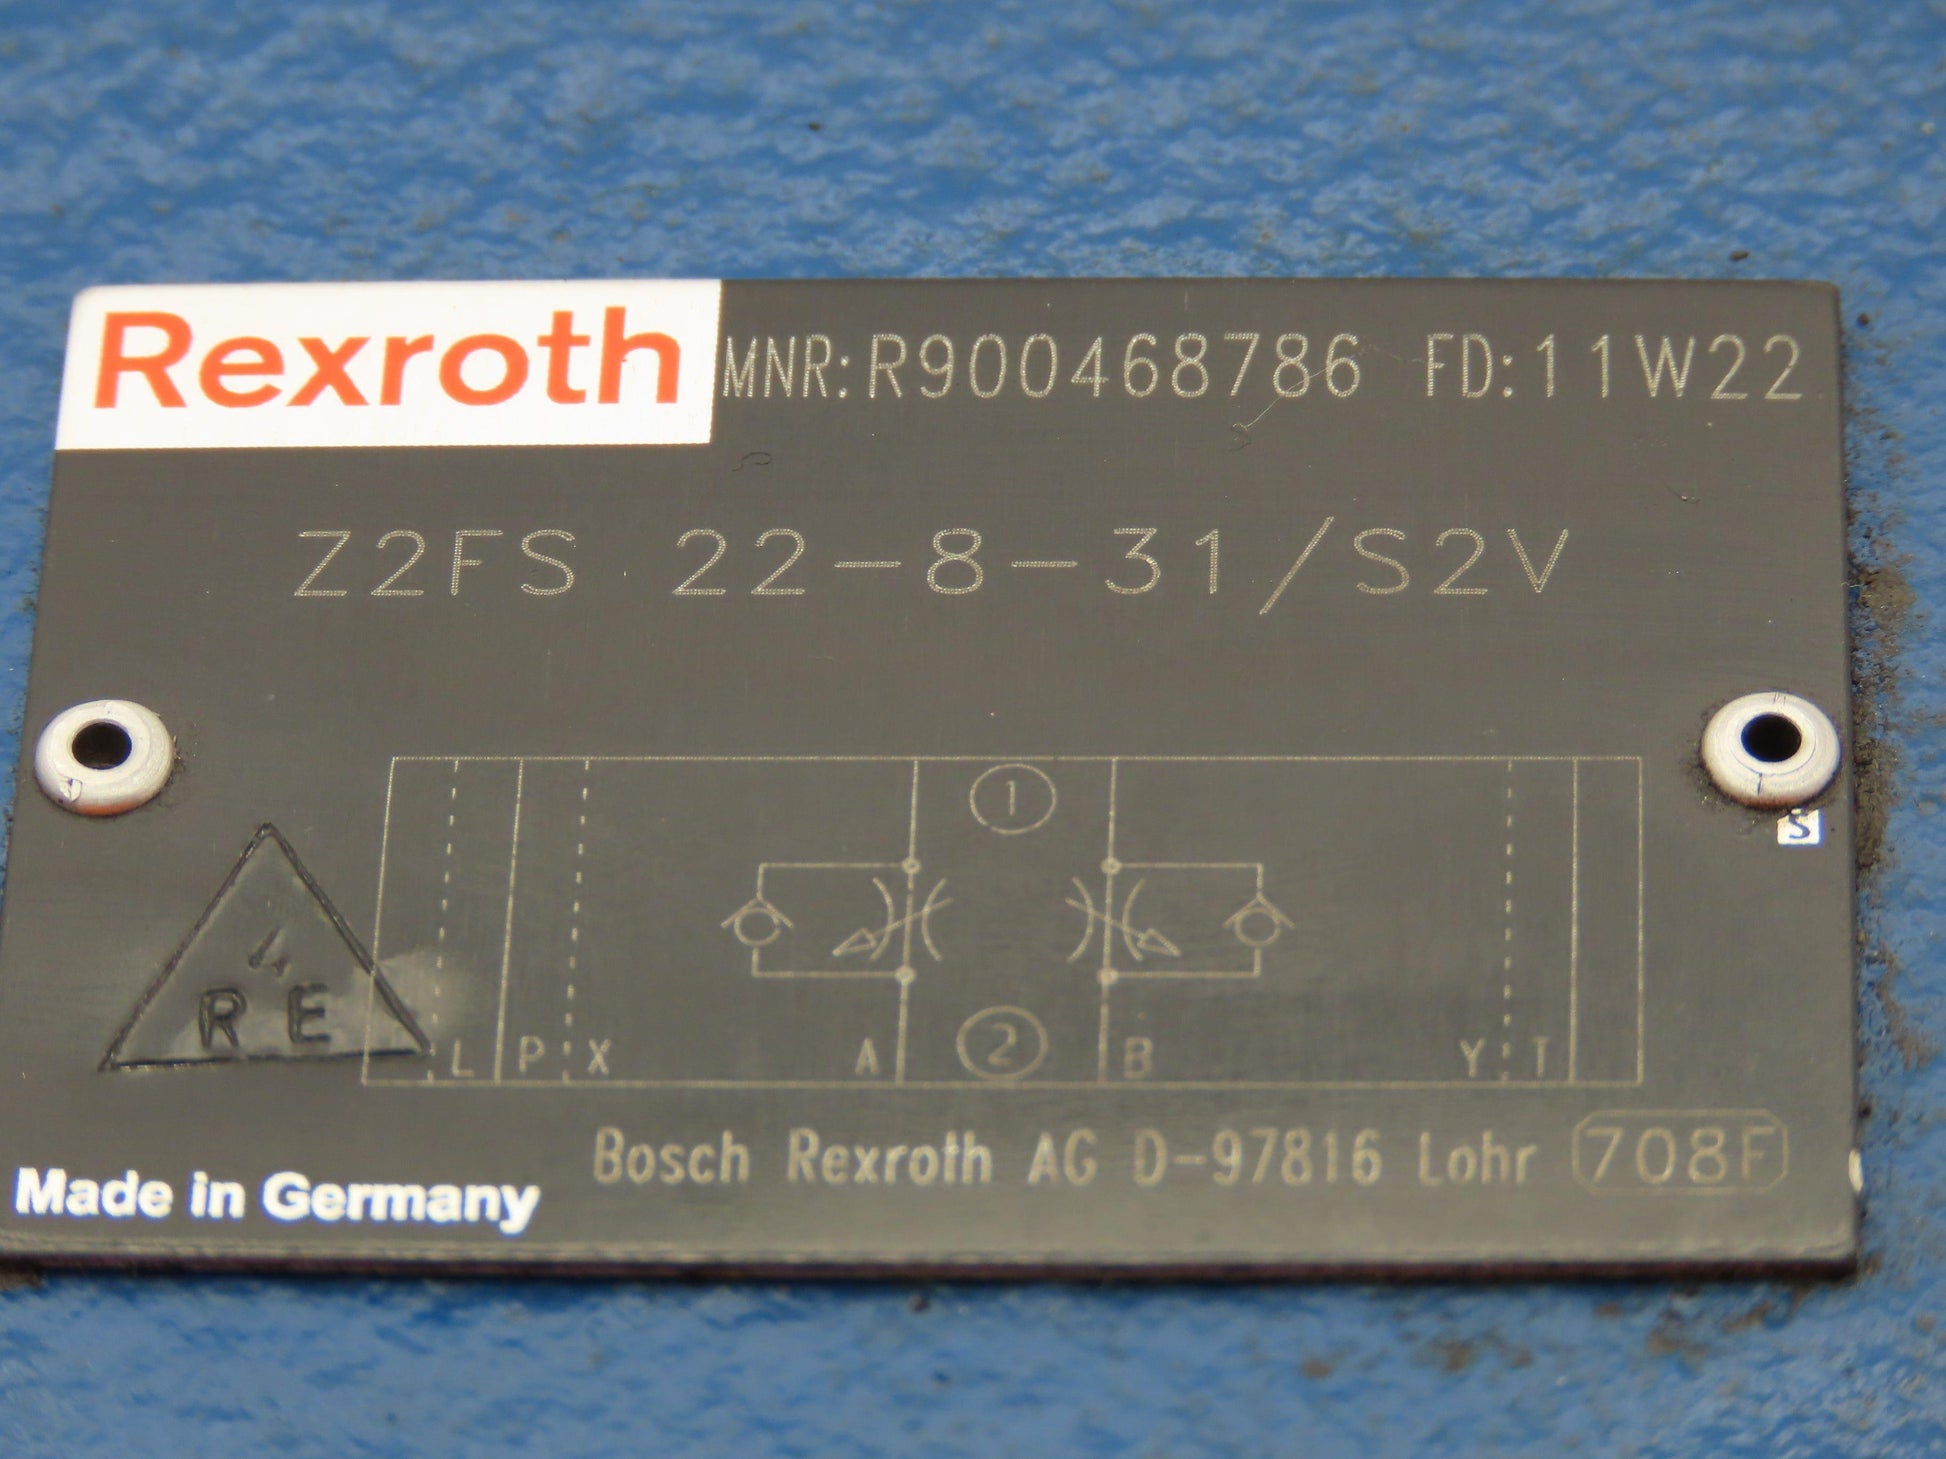 Rexroth MNR:R900468786 FD:11W22
Z2FS 22-8-31/S2V
S
1
4
RE
2
L P X A B Y T
Bosch Rexroth AG D-97816 Lohr 708F
Made in Germany